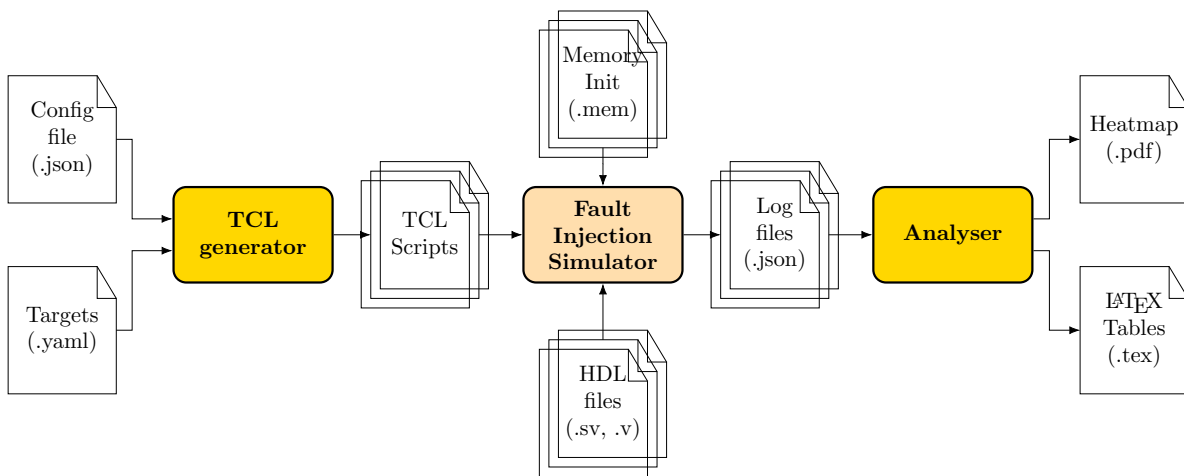 Config
file
(.json)
Targets
(.yaml)
TCL
generator
TCL
Scripts
Memory
Init
(.mem)
Fault
Injection
Simulator
HDL
files
(.sv, .v)
Log
files
(.json)
Analyser
Heatmap
(.pdf)
LATEX
Tables
(.tex)